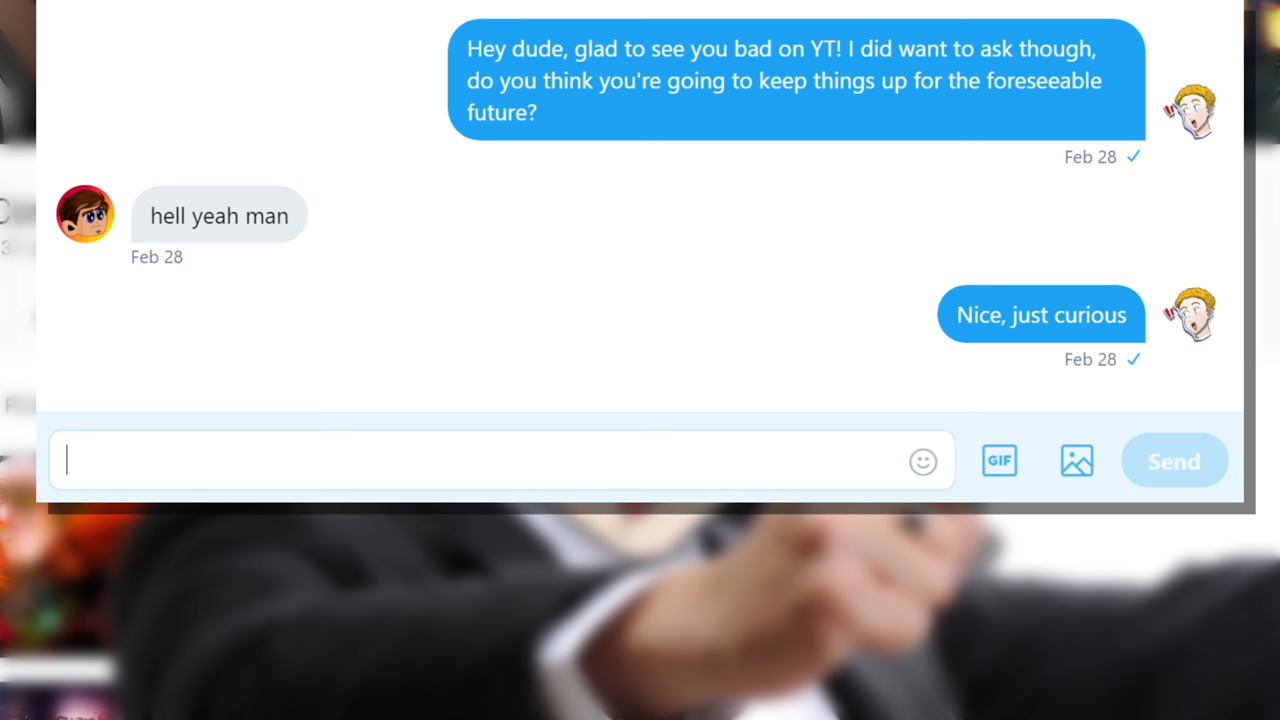 Hey dude, glad to see you bad on YT! I did want to ask though,
do you think you're going to keep things up for the foreseeable
future?
Feb 28
hell yeah man
Feb 28
Nice, just curious
Feb 28
GIF
Send